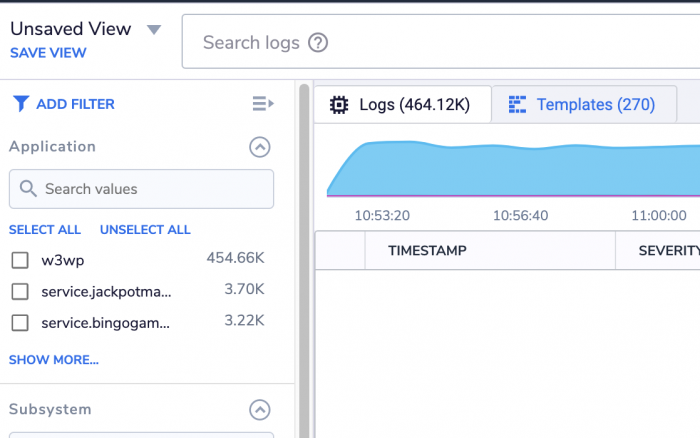 Unsaved View
SAVE VIEW
Search logs
ADD FILTER
Application
Search values
SELECT ALL UNSELECT ALL
w3wp 454.66K
service.jackpotma... 3.70K
service.bingogam... 3.22K
SHOW MORE...
Subsystem
Logs (464.12K) Templates (270)
10:53:20 10:56:40 11:00:00
TIMESTAMP SEVERITY